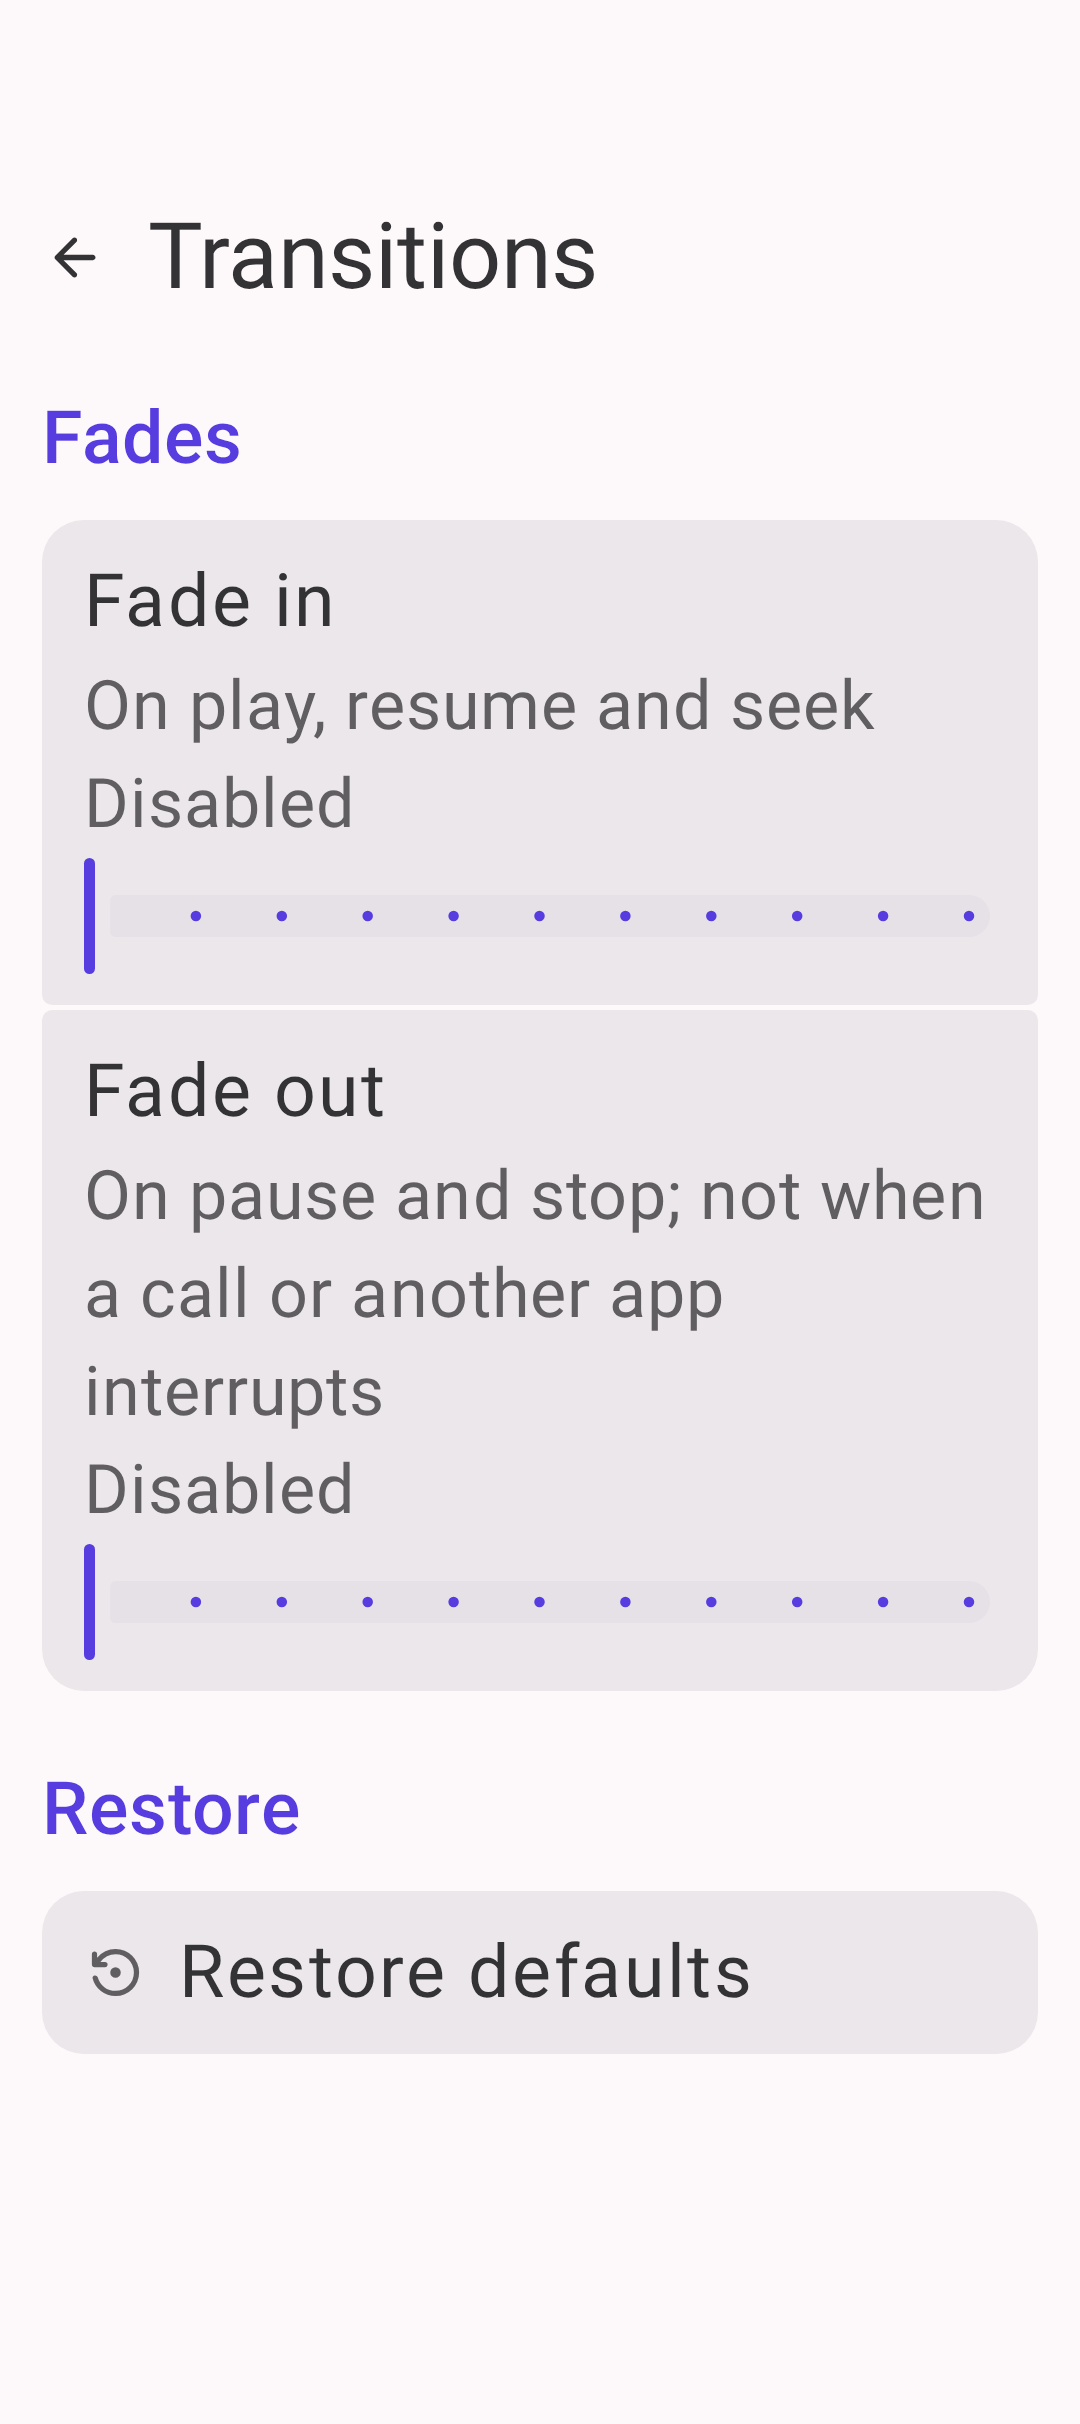 Transitions
Fades
Fade in
On play, resume and seek
Disabled
Fade out
On pause and stop; not when
a call or another app
interrupts
Disabled
Restore
Restore defaults